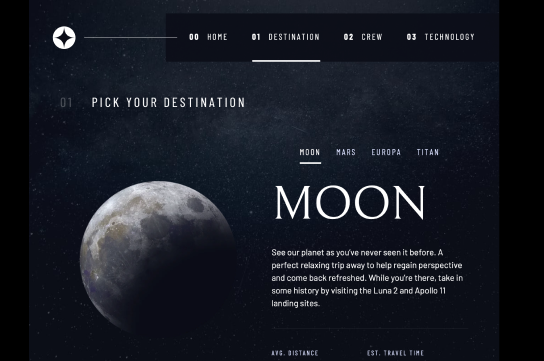 00 HOME 01 DESTINATION 02 CREW 03 TECHNOLOGY
01 PICK YOUR DESTINATION
MOON MARS EUROPA TITAN
MOON
See our planet as you've never seen it before. A
perfect relaxing trip away to help regain perspective
and come back refreshed. While you're there, take in
some history by visiting the Luna 2 and Apollo 11
landing sites.
AVG. DISTANCE EST. TRAVEL TIME